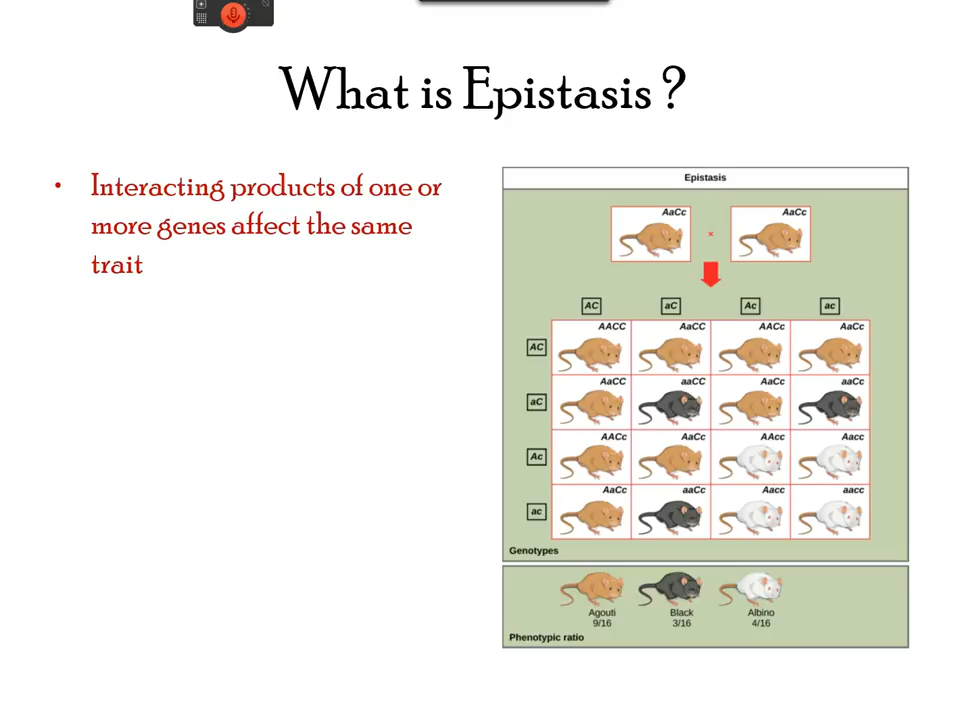 What is Epistasis ?
• Interacting products of one or
more genes affect the same
trait
Epistasis
AaCc
×
AaCc
AC
aC
Ac
ac
AC
AACC
AaCC
AACc
AaCc
aC
AaCC
aaCC
AaCc
aaCc
Ac
AACc
AaCc
AAcc
Aacc
ac
AaCc
aaCc
Aacc
aacc
Genotypes
Agouti
9/16
Black
3/16
Albino
4/16
Phenotypic ratio